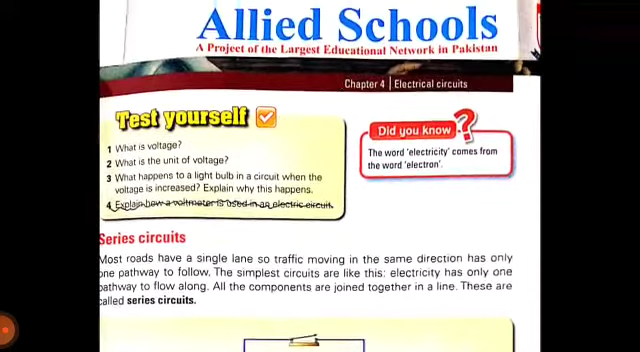 Allied Schools
A Project of the Largest Educational Network in Pakistan
Chapter 4 | Electrical circuits
Test yourself
1 What is voltage?
2 What is the unit of voltage?
3 What happens to a light bulb in a circuit when the
voltage is increased? Explain why this happens.
4 Explain how a voltmeter is used in an electric circuit.
Did you know ?
The word 'electricity' comes from
the word 'electron'.
Series circuits
Most roads have a single lane so traffic moving in the same direction has only
one pathway to follow. The simplest circuits are like this: electricity has only one
pathway to flow along. All the components are joined together in a line. These are
called series circuits.